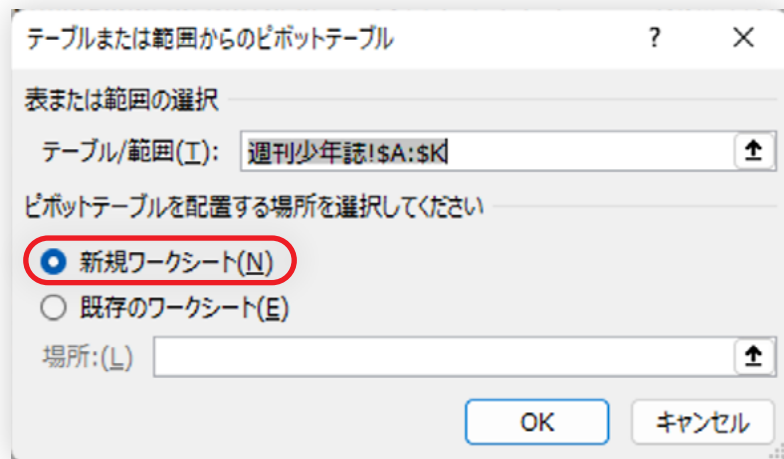 テーブルまたは範囲からのピボットテーブル ? ×
表または範囲の選択
テーブル/範囲(T): 週刊少年誌!$A:$K
ピボットテーブルを配置する場所を選択してください
新規ワークシート(N)
既存のワークシート(E)
場所:(L)
OK キャンセル